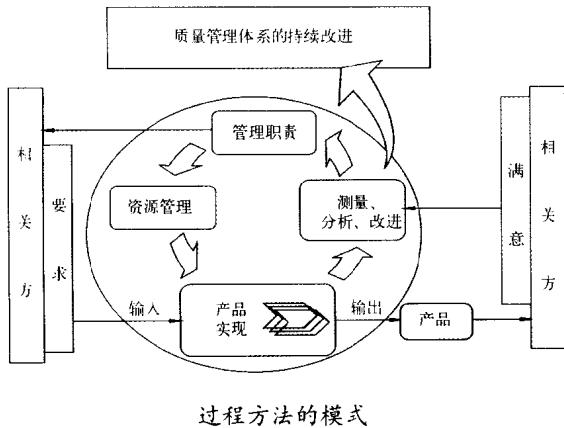 质量管理体系的持续改进
管理职责
相关方
要求
资源管理
测量、
分析、改进
满意
相关方
输入
产品
实现
输出
产品
过程方法的模式